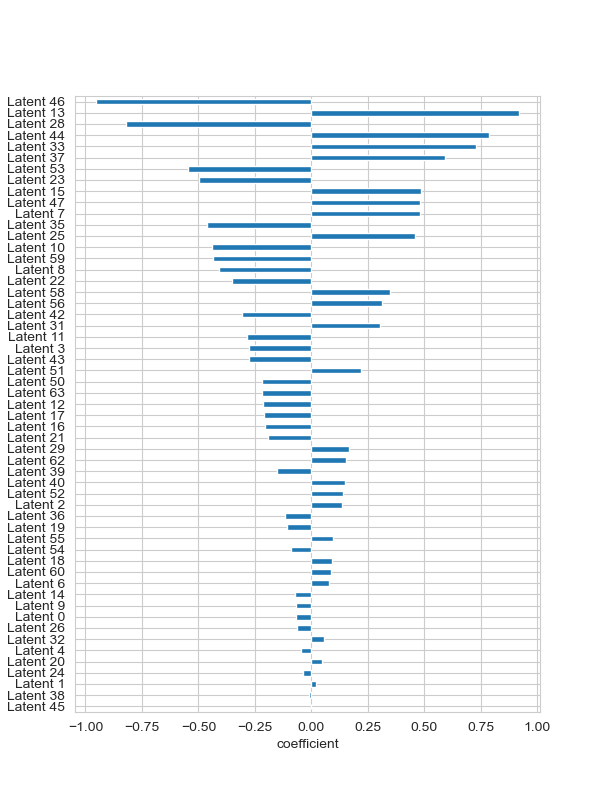 Latent 46
Latent 13
Latent 28
Latent 44
Latent 33
Latent 37
Latent 53
Latent 23
Latent 15
Latent 47
Latent 7
Latent 35
Latent 25
Latent 10
Latent 59
Latent 8
Latent 22
Latent 58
Latent 56
Latent 42
Latent 31
Latent 11
Latent 3
Latent 43
Latent 51
Latent 50
Latent 63
Latent 12
Latent 17
Latent 16
Latent 21
Latent 29
Latent 62
Latent 39
Latent 40
Latent 52
Latent 2
Latent 36
Latent 19
Latent 55
Latent 54
Latent 18
Latent 60
Latent 6
Latent 14
Latent 9
Latent 0
Latent 26
Latent 32
Latent 4
Latent 20
Latent 24
Latent 1
Latent 38
Latent 45
−1.00 −0.75 −0.50 −0.25 0.00 0.25 0.50 0.75 1.00
coefficient